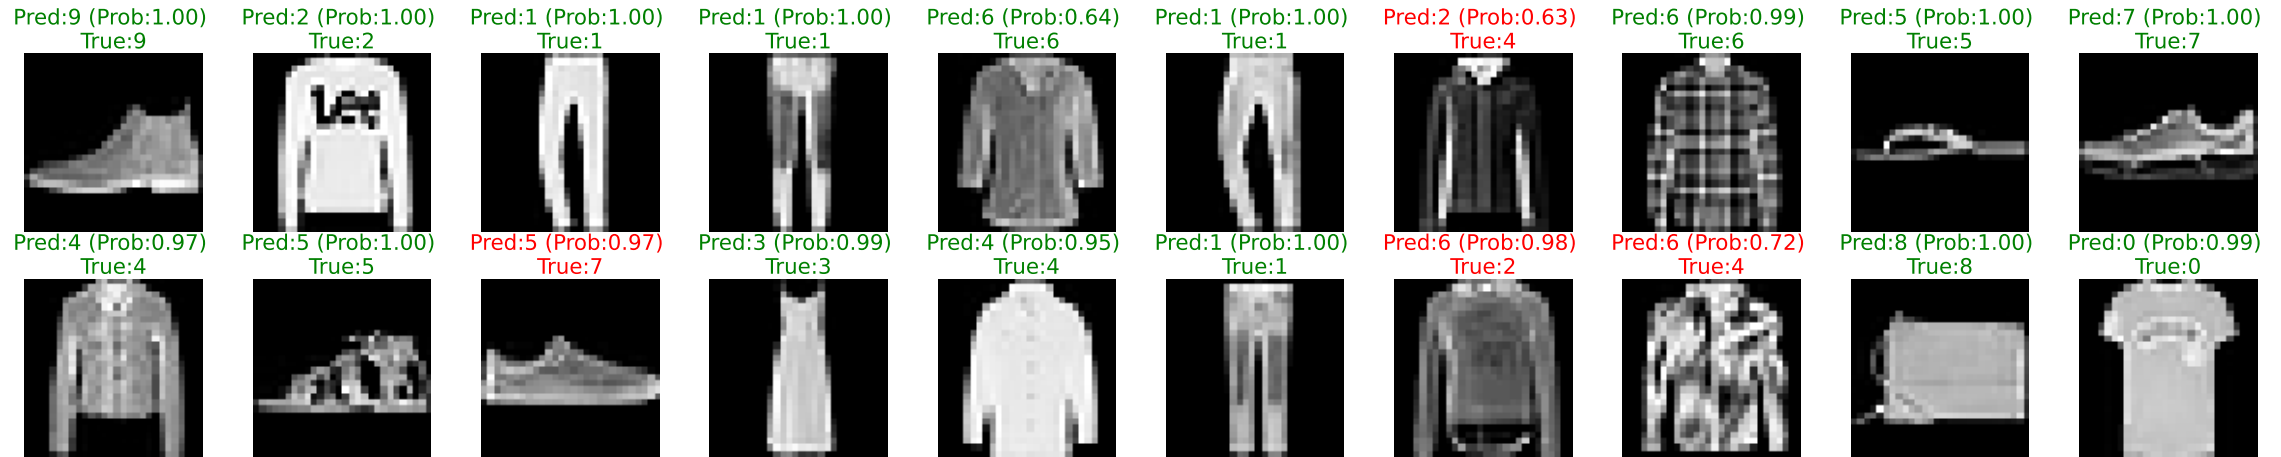 Pred:9 (Prob:1.00)
True:9
Pred:2 (Prob:1.00)
True:2
Pred:1 (Prob:1.00)
True:1
Pred:1 (Prob:1.00)
True:1
Pred:6 (Prob:0.64)
True:6
Pred:1 (Prob:1.00)
True:1
Pred:2 (Prob:0.63)
True:4
Pred:6 (Prob:0.99)
True:6
Pred:5 (Prob:1.00)
True:5
Pred:7 (Prob:1.00)
True:7
Lee
Pred:4 (Prob:0.97)
True:4
Pred:5 (Prob:1.00)
True:5
Pred:5 (Prob:0.97)
True:7
Pred:3 (Prob:0.99)
True:3
Pred:4 (Prob:0.95)
True:4
Pred:1 (Prob:1.00)
True:1
Pred:6 (Prob:0.98)
True:2
Pred:6 (Prob:0.72)
True:4
Pred:8 (Prob:1.00)
True:8
Pred:0 (Prob:0.99)
True:0